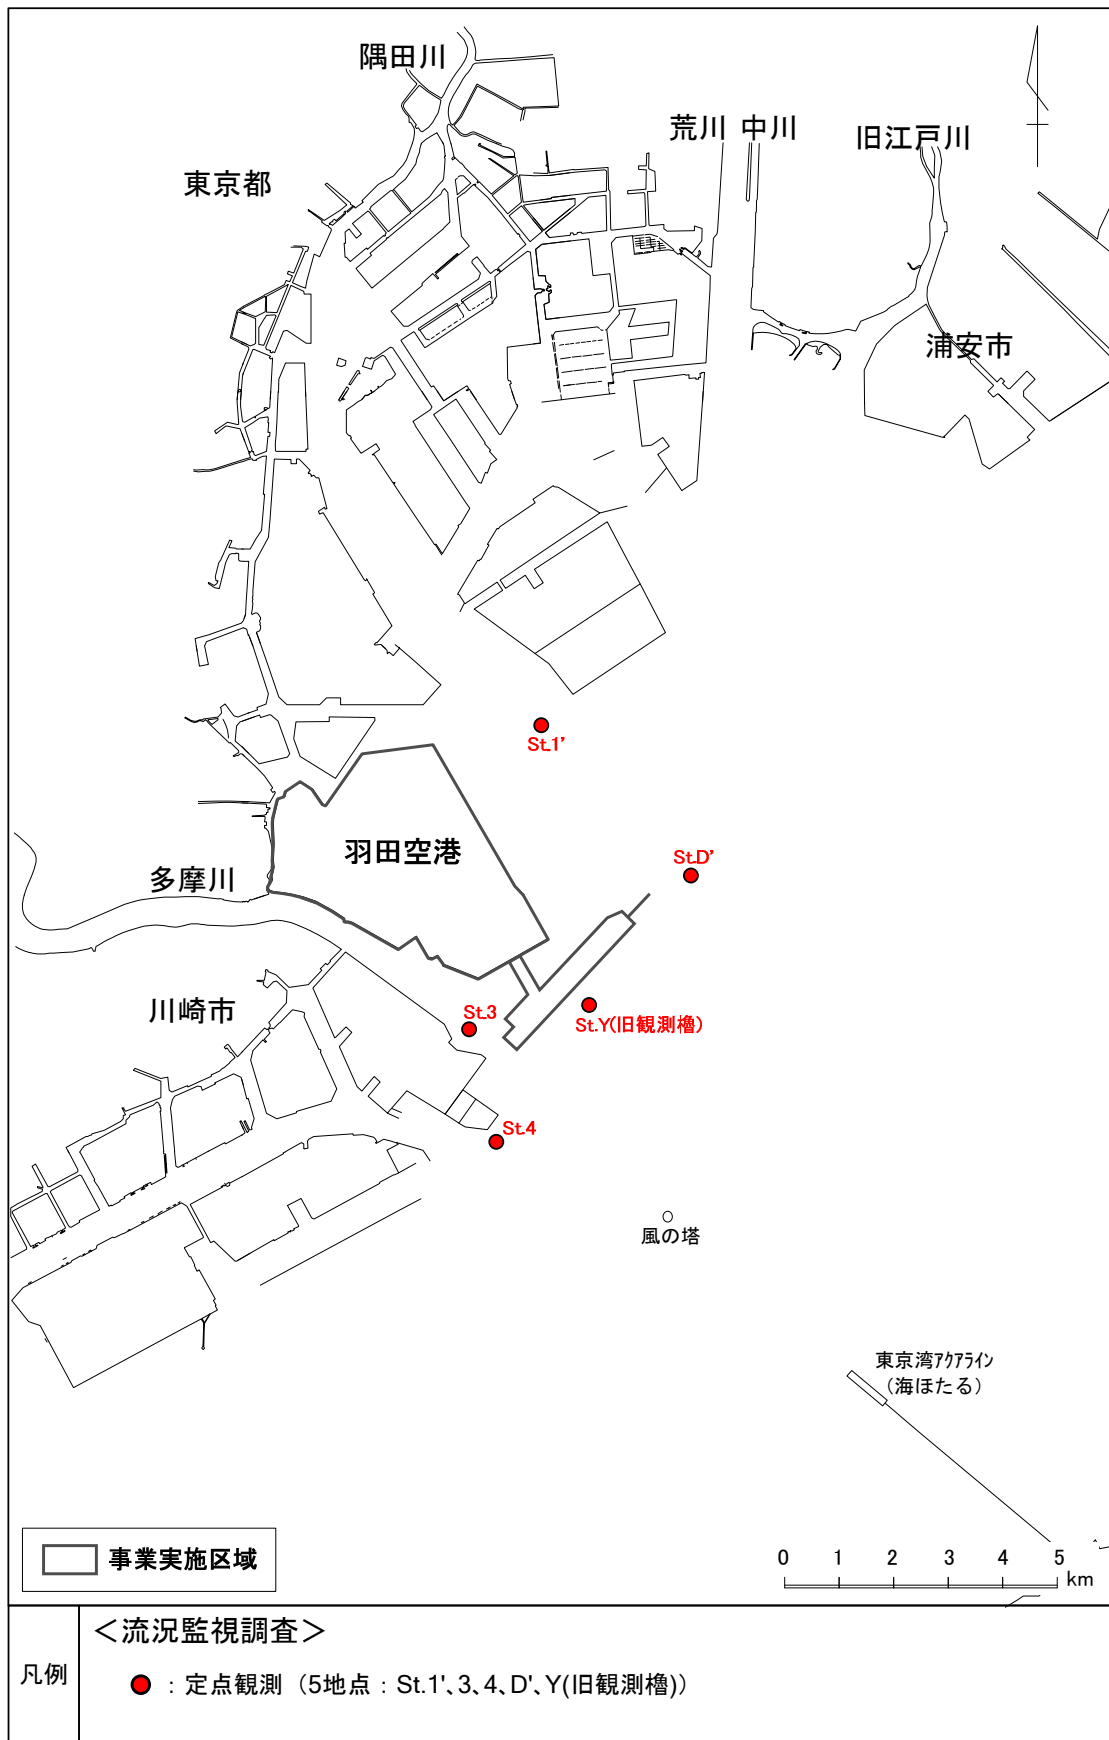 隅田川
荒川 中川
旧江戸川
東京都
浦安市
St.1'
羽田空港
St.D'
多摩川
川崎市
St.3
St.Y(旧観測櫓)
St.4
風の塔
東京湾ｱｸｱﾗｲﾝ
（海ほたる）
事業実施区域
0 1 2 3 4 5
km
凡例
＜流況監視調査＞
：定点観測（5地点：St.1'、3、4、D'、Y(旧観測櫓)）